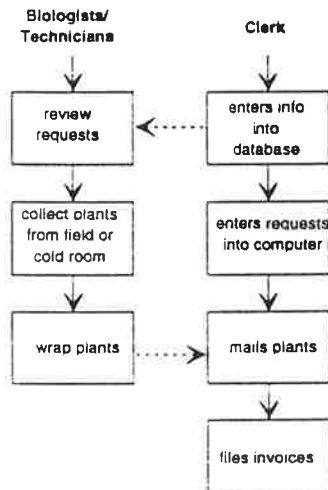 Biologists/
Technicians
Clerk
review
requests
enters info
into
database
collect plants
from field or
cold room
enters requests
into computer
wrap plants
mails plants
files invoices